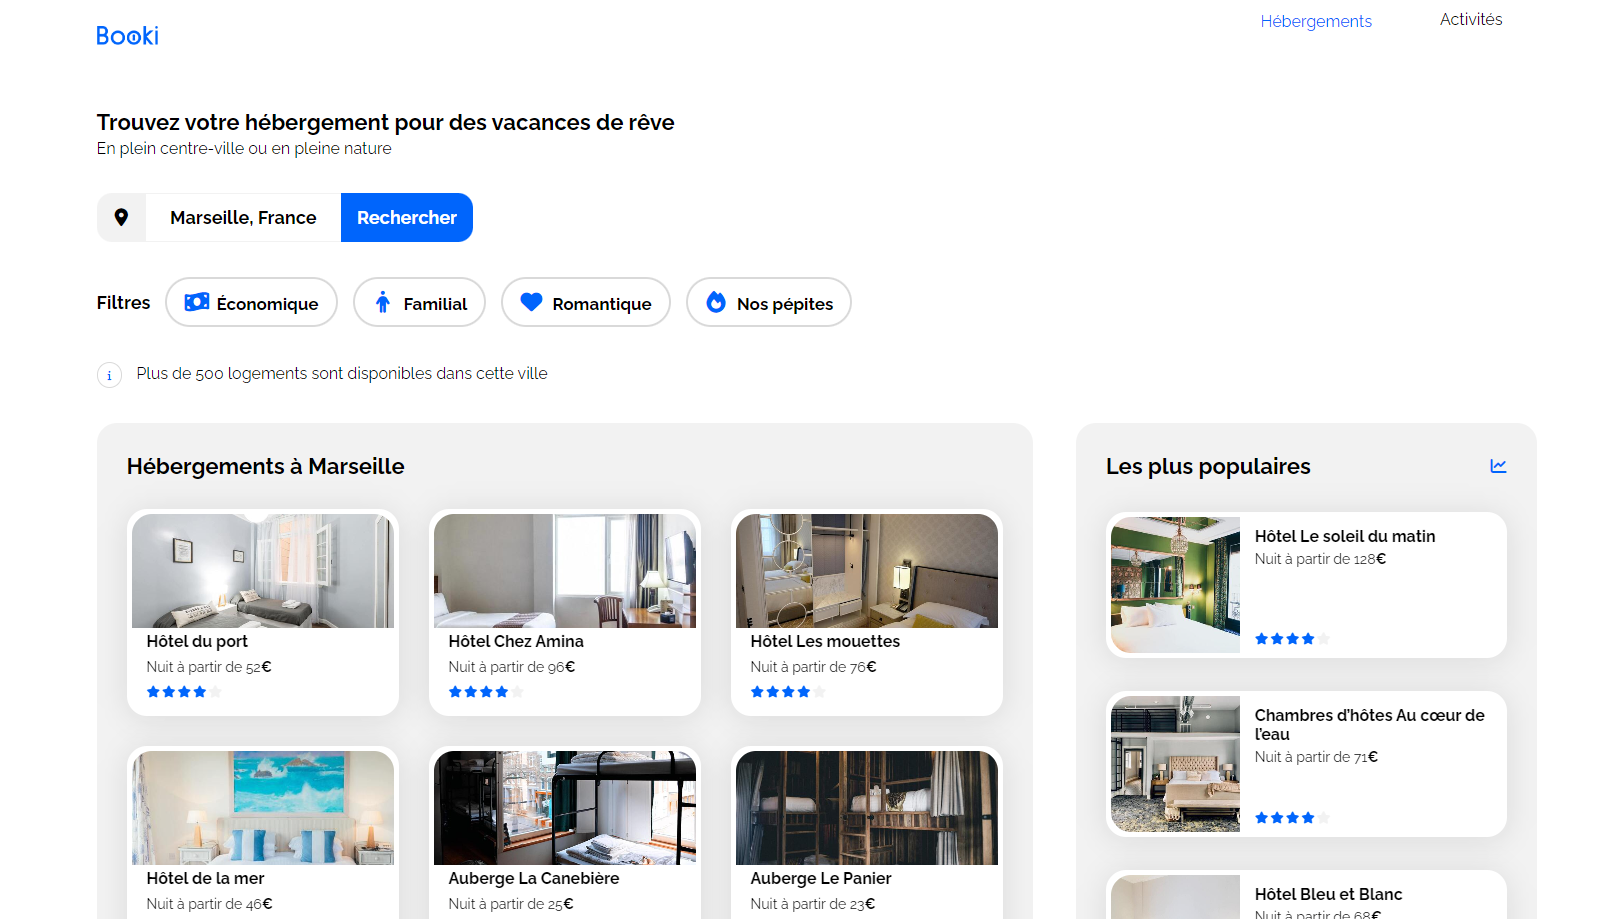 Booki
Hébergements
Activités
Trouvez votre hébergement pour des vacances de rêve
En plein centre-ville ou en pleine nature
Marseille, France
Rechercher
Filtres
Économique
Familial
Romantique
Nos pépites
i
Plus de 500 logements sont disponibles dans cette ville
Hébergements à Marseille
Hôtel du port
Nuit à partir de 52€
Hôtel Chez Amina
Nuit à partir de 96€
Hôtel Les mouettes
Nuit à partir de 76€
Hôtel de la mer
Nuit à partir de 46€
Auberge La Canebière
Nuit à partir de 25€
Auberge Le Panier
Nuit à partir de 23€
Les plus populaires
Hôtel Le soleil du matin
Nuit à partir de 128€
Chambres d’hôtes Au cœur de
l’eau
Nuit à partir de 71€
Hôtel Bleu et Blanc
Nuit à partir de 68€